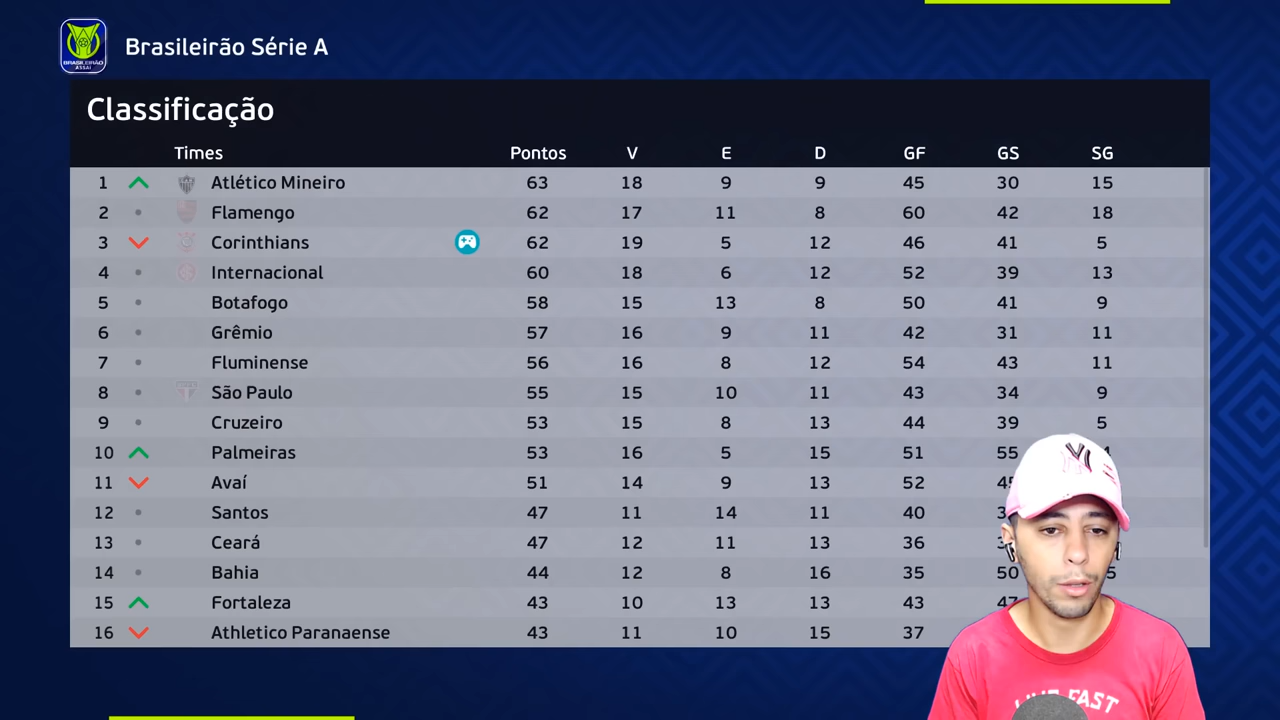 BRASILEIRÃO
ASSAÍ
Brasileirão Série A
Classificação
Times Pontos V E D GF GS SG
1 Atlético Mineiro 63 18 9 9 45 30 15
2 Flamengo 62 17 11 8 60 42 18
3 Corinthians 62 19 5 12 46 41 5
4 Internacional 60 18 6 12 52 39 13
5 Botafogo 58 15 13 8 50 41 9
6 Grêmio 57 16 9 11 42 31 11
7 Fluminense 56 16 8 12 54 43 11
8 São Paulo 55 15 10 11 43 34 9
9 Cruzeiro 53 15 8 13 44 39 5
10 Palmeiras 53 16 5 15 51 55
11 Avaí 51 14 9 13 52
12 Santos 47 11 14 11 40
13 Ceará 47 12 11 13 36
14 Bahia 44 12 8 16 35 50
15 Fortaleza 43 10 13 13 43 47
16 Athletico Paranaense 43 11 10 15 37
NY
LIVE FAST